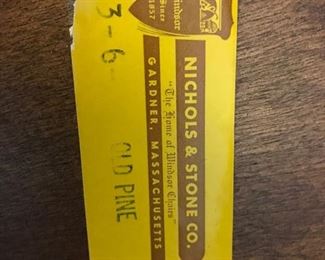 Windsor
Since
1857
NICHOLS & STONE CO.
"The Home of Windsor Chairs"
GARDNER, MASSACHUSETTS
3-6-
OLD PINE